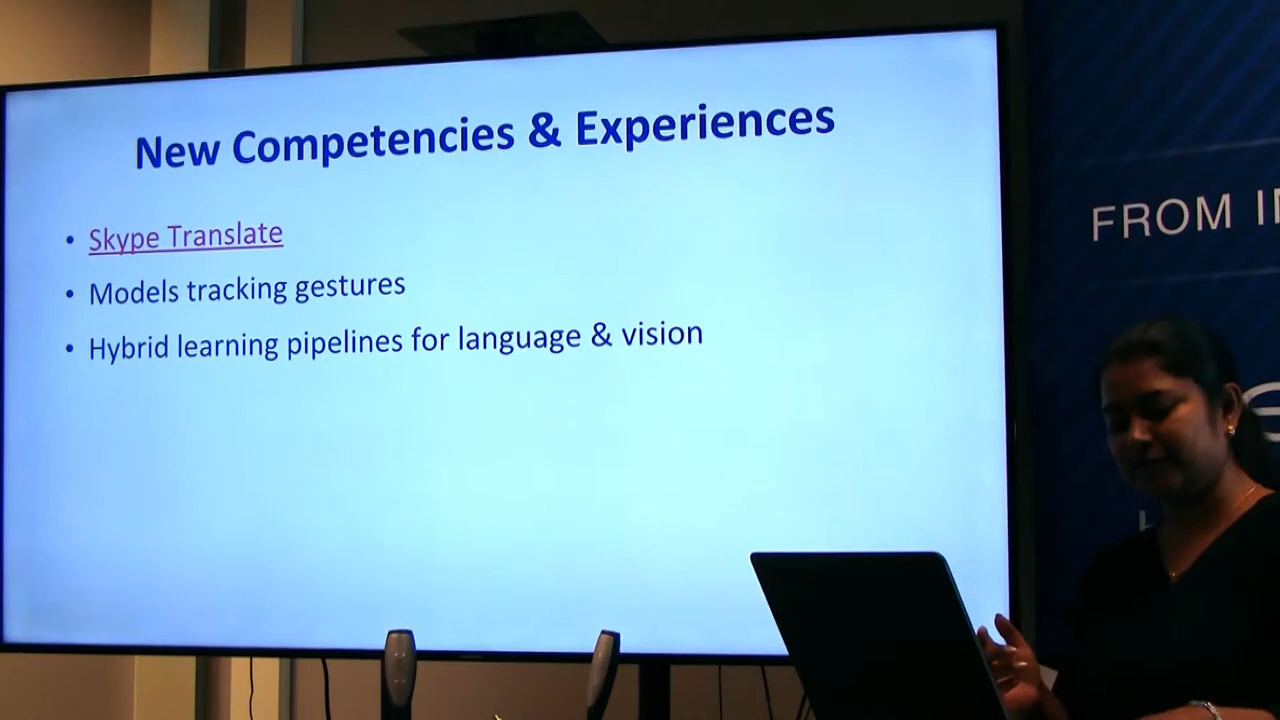 New Competencies & Experiences
• Skype Translate
• Models tracking gestures
• Hybrid learning pipelines for language & vision
FROM